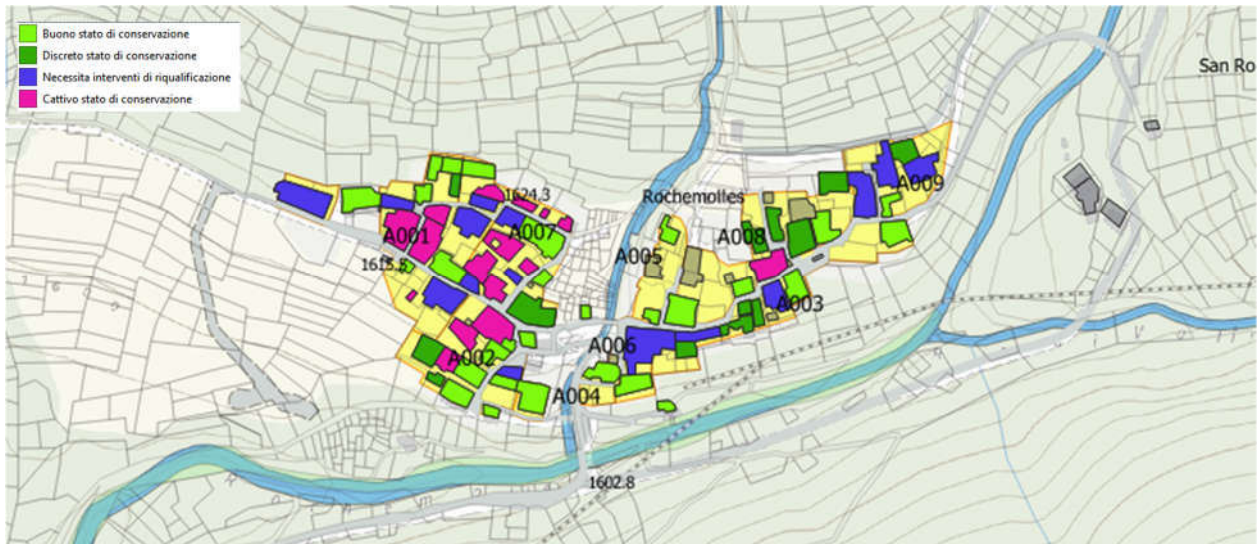 Buono stato di conservazione
Discreto stato di conservazione
Necessita interventi di riqualificazione
Cattivo stato di conservazione
San Ro
A009
Rochemolles
1624.3
A007
A001
A008
1615.5
A005
A003
A006
A002
A004
1602.8